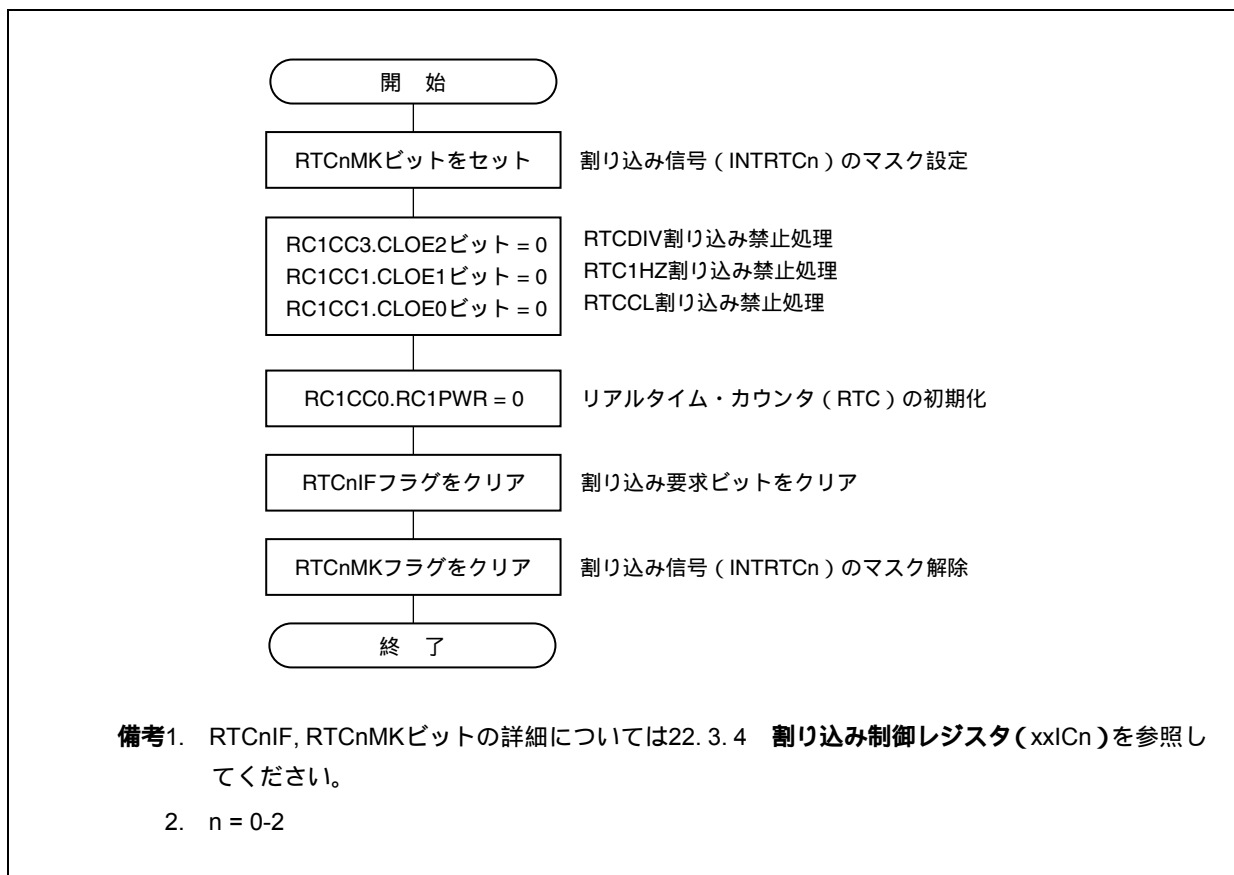 開 始
RTCnMKビットをセット 割り込み信号（INTRTCn）のマスク設定
RC1CC3.CLOE2ビット = 0 RTCDIV割り込み禁止処理
RC1CC1.CLOE1ビット = 0 RTC1HZ割り込み禁止処理
RC1CC1.CLOE0ビット = 0 RTCCL割り込み禁止処理
RC1CC0.RC1PWR = 0 リアルタイム・カウンタ（RTC）の初期化
RTCnIFフラグをクリア 割り込み要求ビットをクリア
RTCnMKフラグをクリア 割り込み信号（INTRTCn）のマスク解除
終 了
備考1. RTCnIF, RTCnMKビットの詳細については22. 3. 4 割り込み制御レジスタ（xxICn）を参照し
てください。
2. n = 0-2